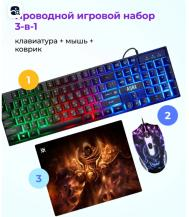 Проводной игровой набор
3-в-1
клавиатура + мышь +
коврик
1
2
3